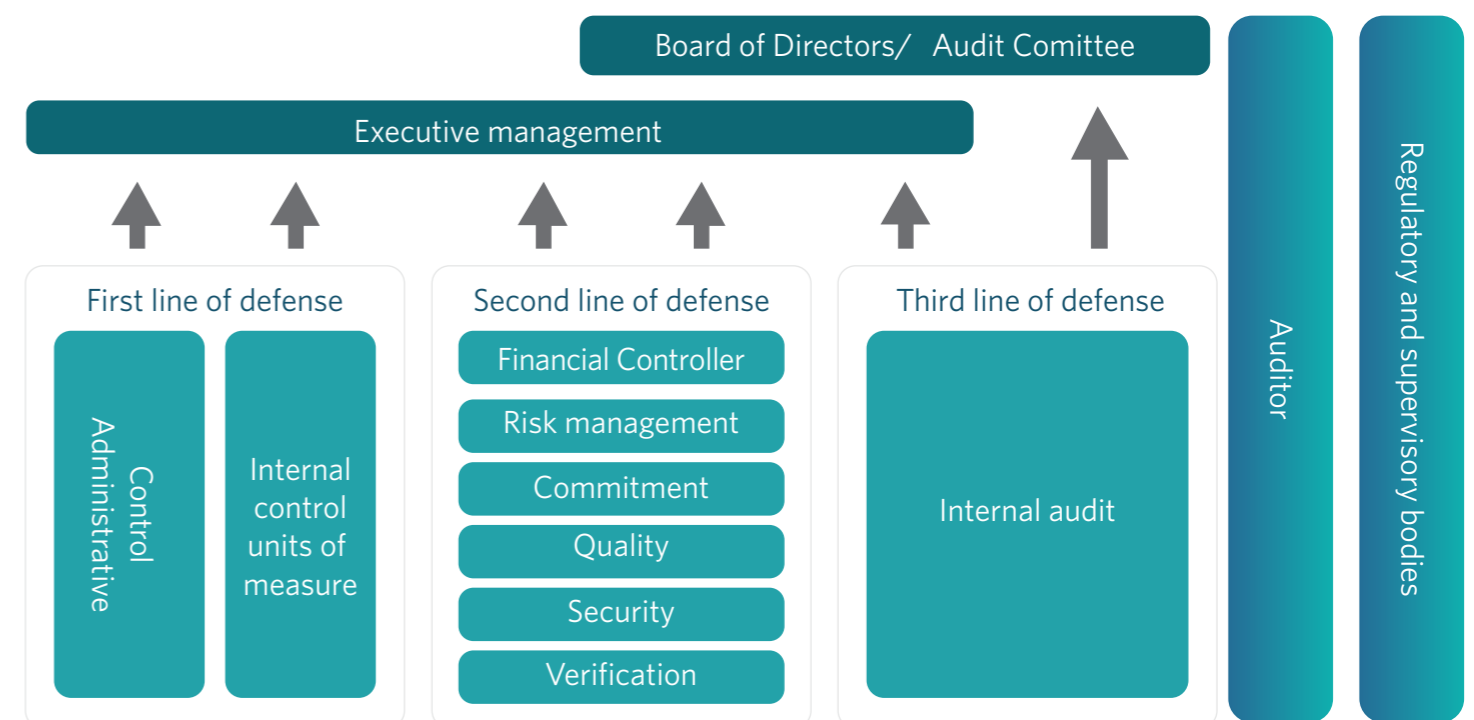 Board of Directors/ Audit Comittee
Executive management
First line of defense
Control
Administrative
Internal
control
units of
measure
Second line of defense
Financial Controller
Risk management
Commitment
Quality
Security
Verification
Third line of defense
Internal audit
Auditor
Regulatory and supervisory bodies